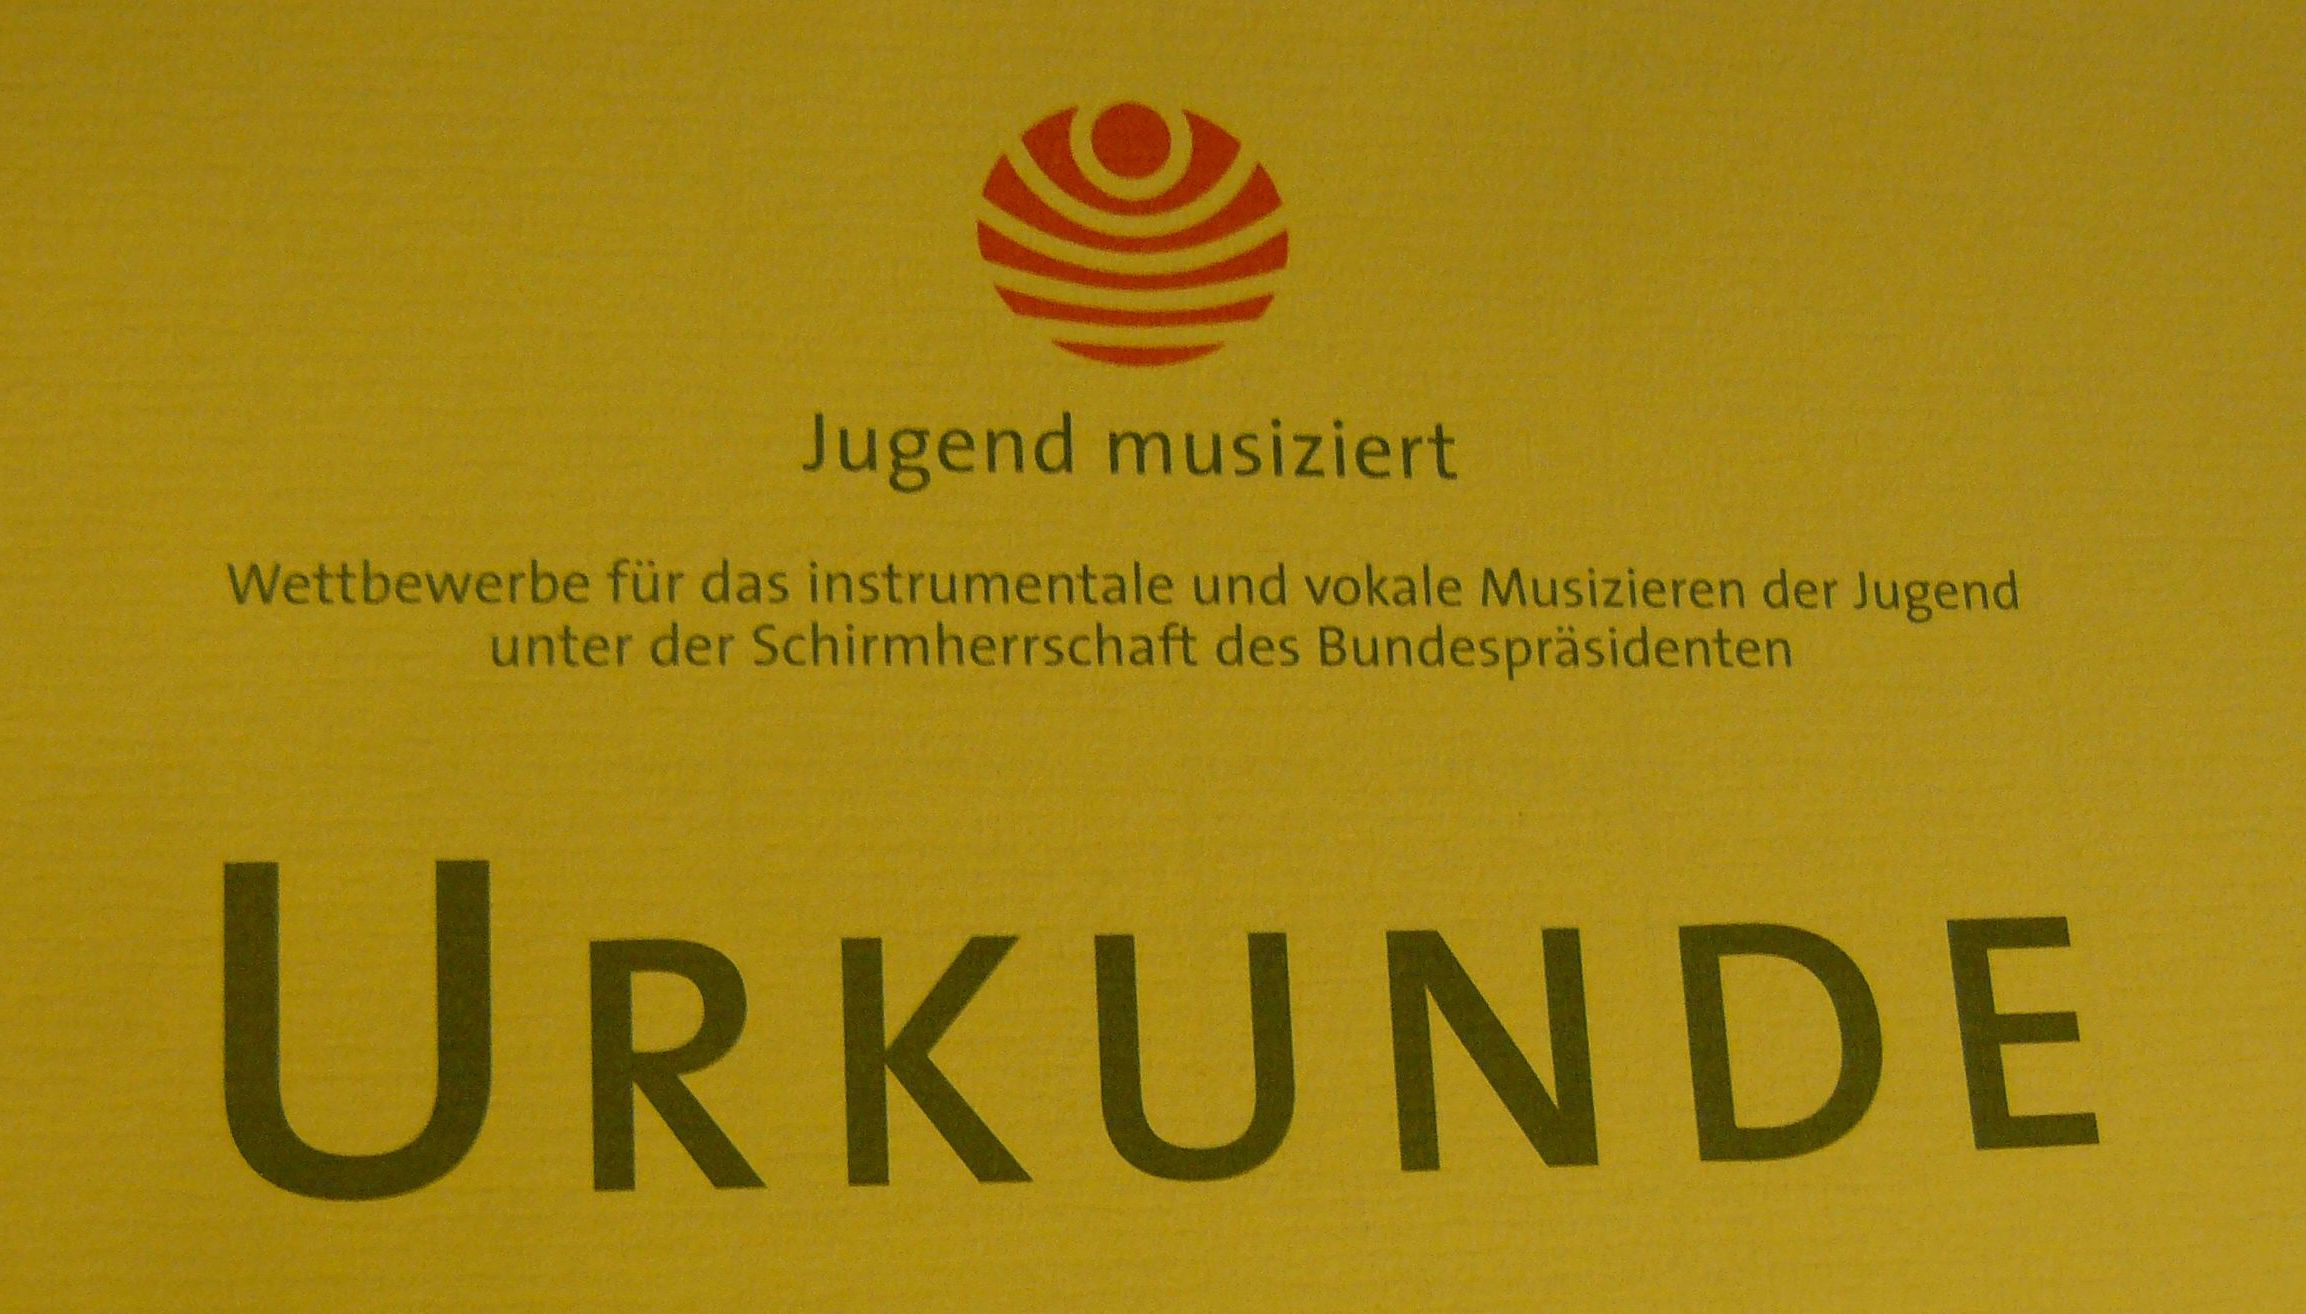 Jugend musiziert
Wettbewerbe für das instrumentale und vokale Musizieren der Jugend
unter der Schirmherrschaft des Bundespräsidenten
URKUNDE